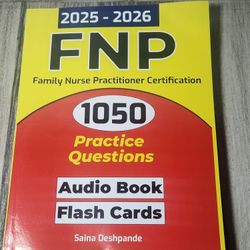 2025 - 2026
FNP
Family Nurse Practitioner Certification
1050
Practice
Questions
Audio Book
Flash Cards
Saina Deshpande